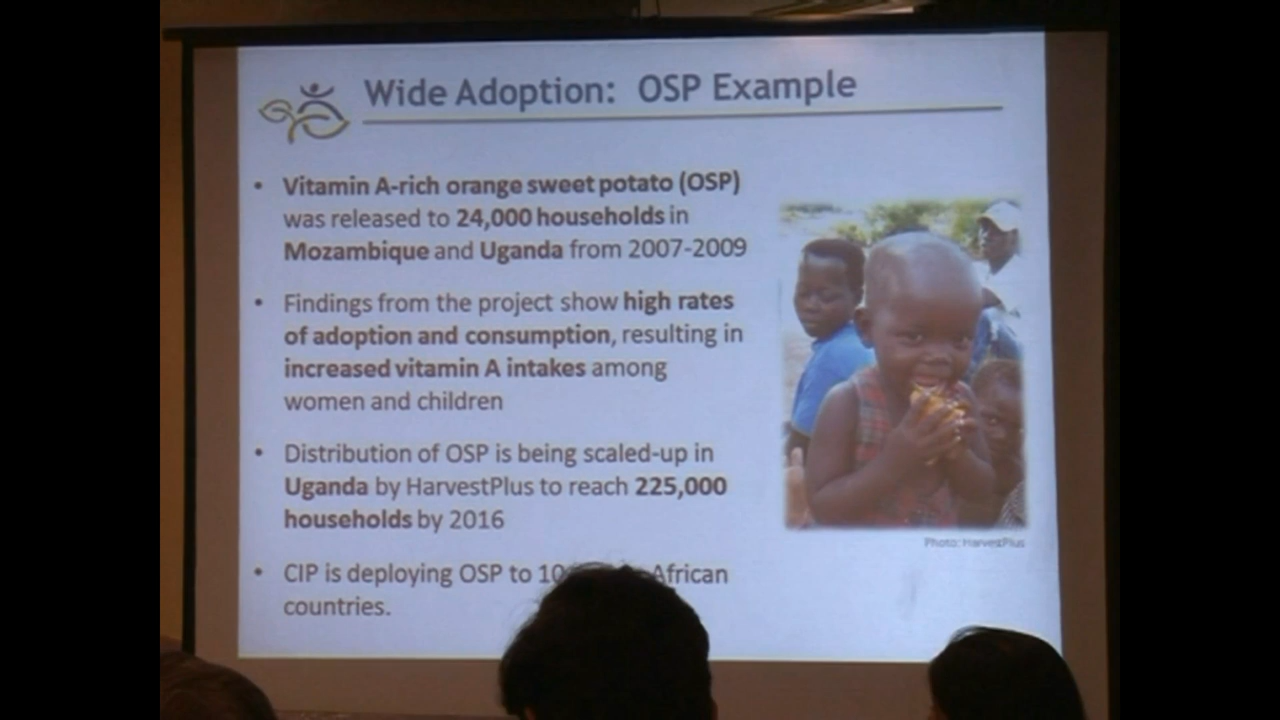 Wide Adoption: OSP Example
• Vitamin A-rich orange sweet potato (OSP)
was released to 24,000 households in
Mozambique and Uganda from 2007-2009
• Findings from the project show high rates
of adoption and consumption, resulting in
increased vitamin A intakes among
women and children
• Distribution of OSP is being scaled-up in
Uganda by HarvestPlus to reach 225,000
households by 2016
Photo: HarvestPlus
• CIP is deploying OSP to 10 African
countries.